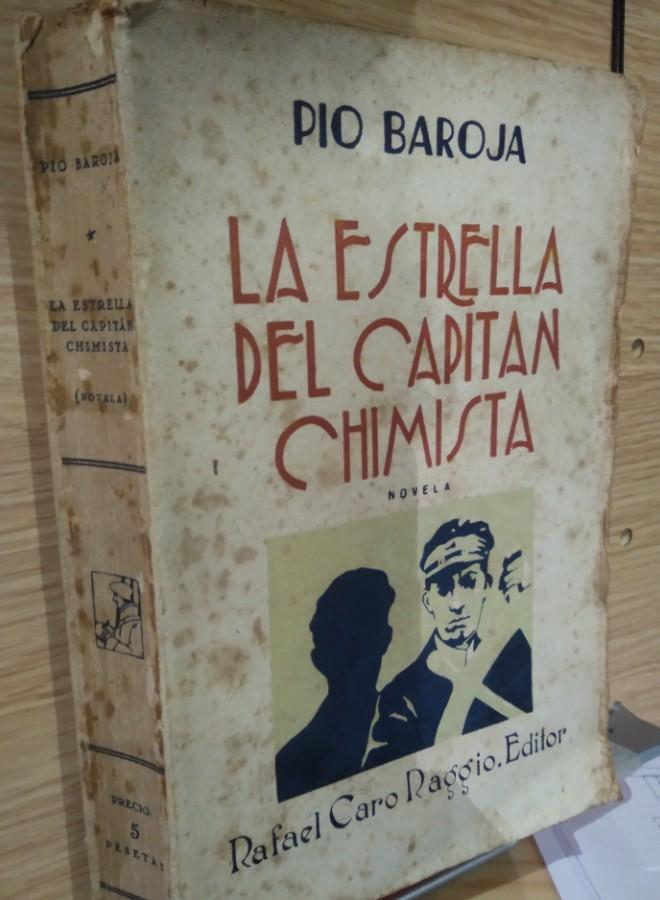 PIO BAROJA
LA ESTRELLA
DEL CAPITAN
CHIMISTA
NOVELA
Rafael Caro Raggio. Editor
PIO BAROJA
LA ESTRELLA
DEL CAPITÁN
CHIMISTA
(NOVELA)
PRECIO:
5
PESETAS